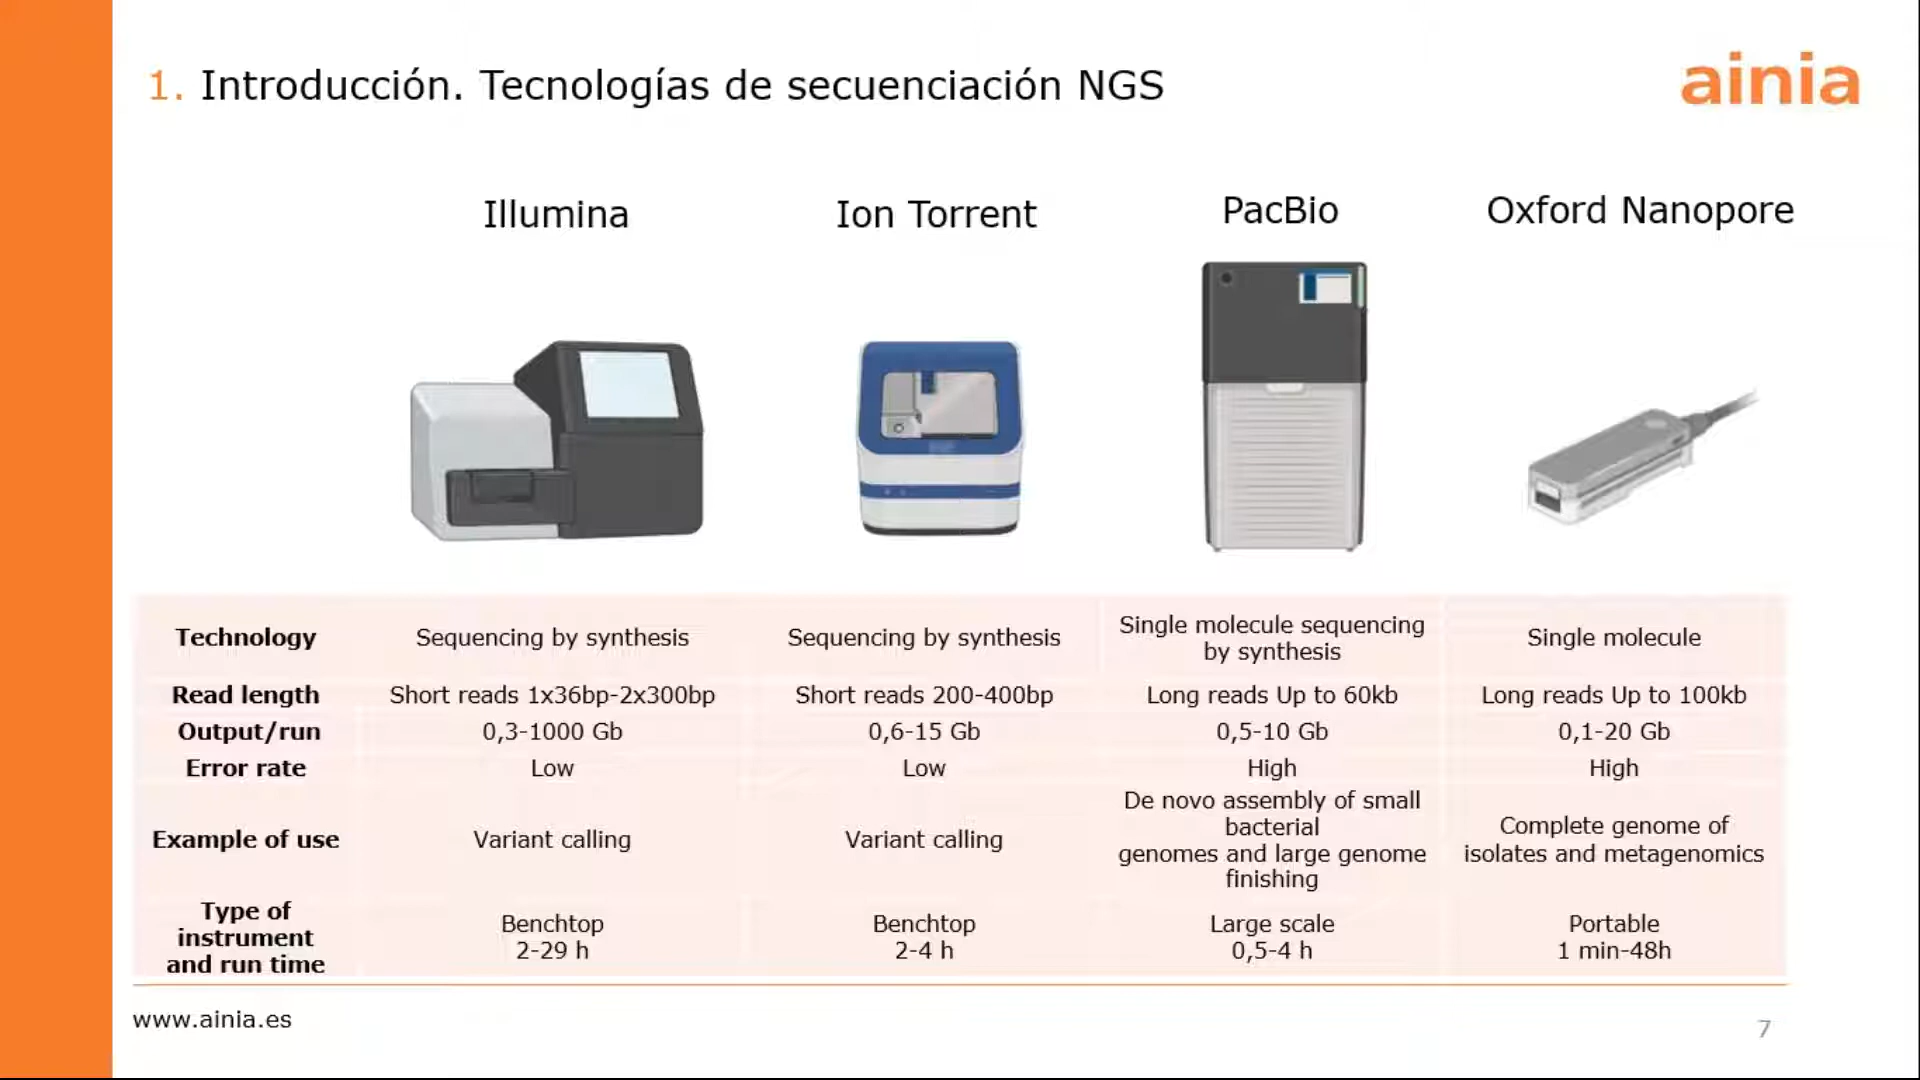 1. Introducción. Tecnologías de secuenciación NGS
ainia
Illumina
Ion Torrent
PacBio
Oxford Nanopore
Technology
Sequencing by synthesis
Sequencing by synthesis
Single molecule sequencing
by synthesis
Single molecule
Read length
Short reads 1x36bp-2x300bp
Short reads 200-400bp
Long reads Up to 60kb
Long reads Up to 100kb
Output/run
0,3-1000 Gb
0,6-15 Gb
0,5-10 Gb
0,1-20 Gb
Error rate
Low
Low
High
High
Example of use
Variant calling
Variant calling
De novo assembly of small
bacterial
genomes and large genome
finishing
Complete genome of
isolates and metagenomics
Type of
instrument
and run time
Benchtop
2-29 h
Benchtop
2-4 h
Large scale
0,5-4 h
Portable
1 min-48h
www.ainia.es
7